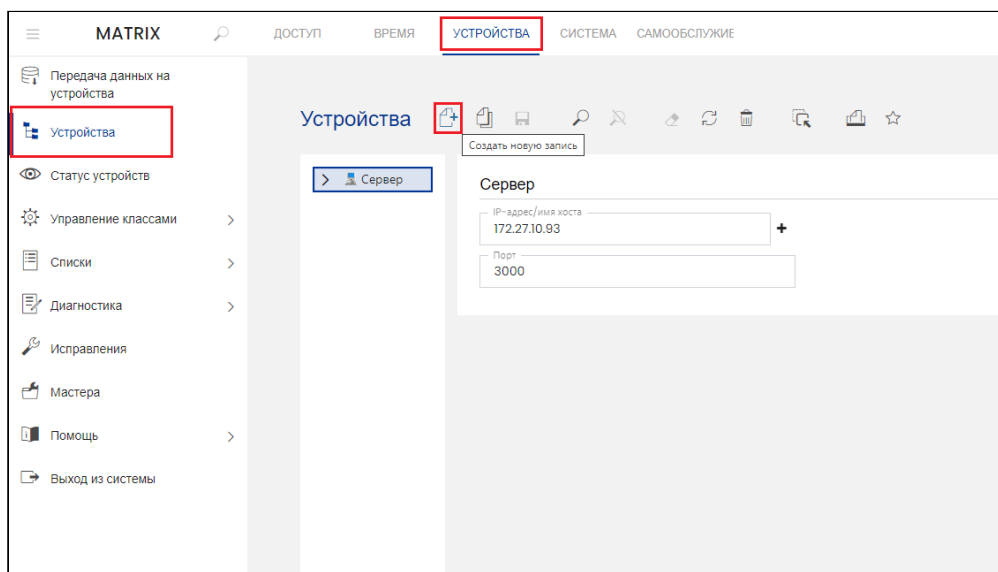 MATRIX
ДОСТУП
ВРЕМЯ
УСТРОЙСТВА
СИСТЕМА
САМООБСЛУЖИЕ
Передача данных на
устройства
Устройства
Статус устройств
Управление классами
Списки
Диагностика
Исправления
Мастера
Помощь
Выход из системы
Устройства
Создать новую запись
Сервер
Сервер
IP-адрес/имя хоста
172.27.10.93
Порт
3000